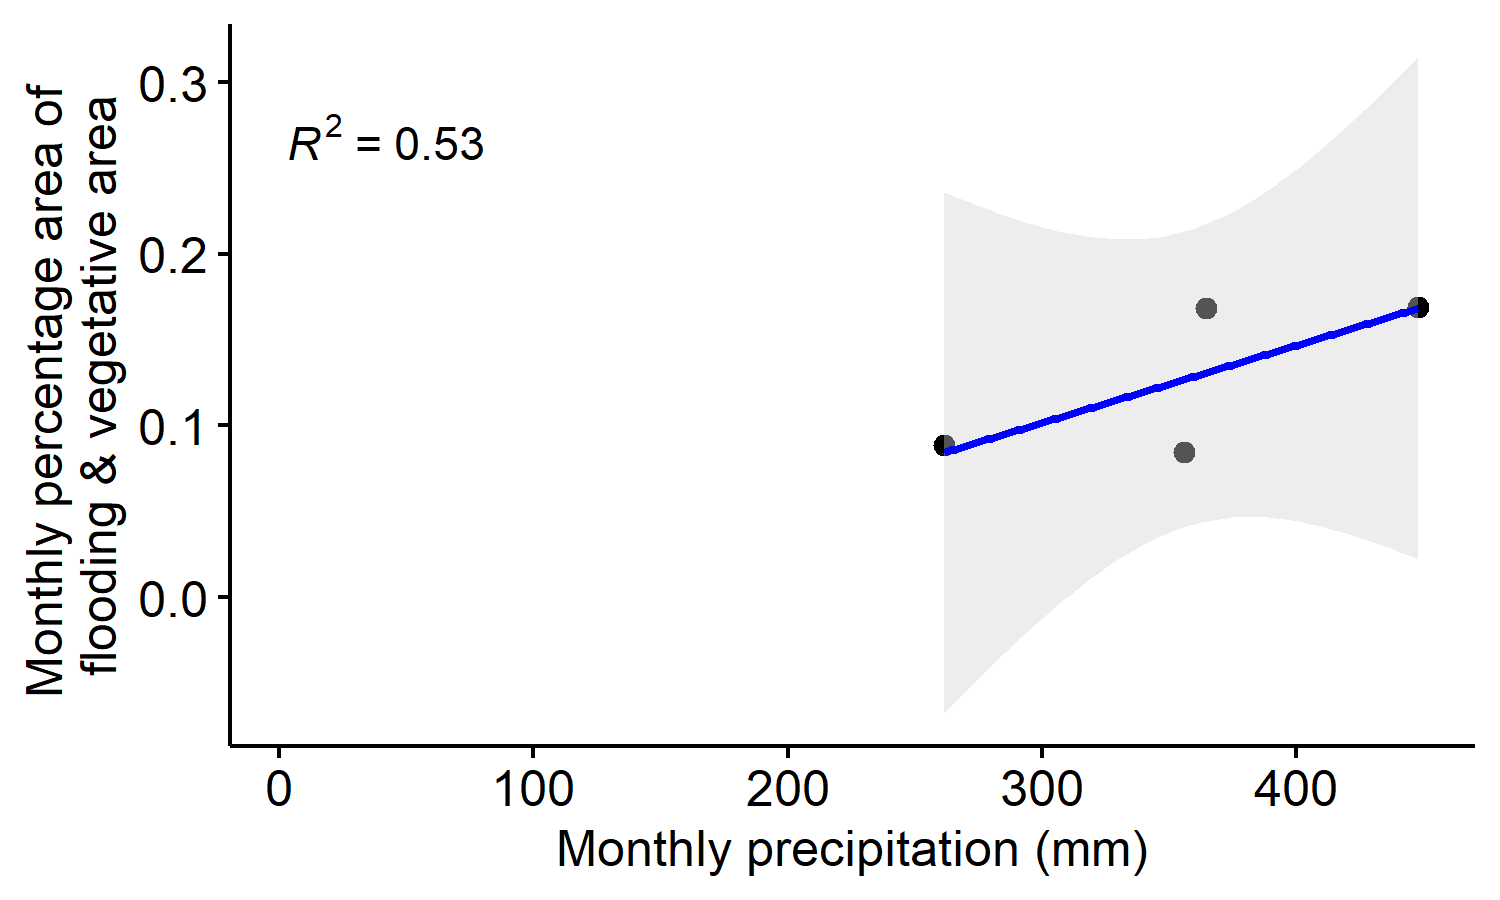 Monthly percentage area of
flooding & vegetative area
0.3
0.2
0.1
0.0
R² = 0.53
0 100 200 300 400
Monthly precipitation (mm)